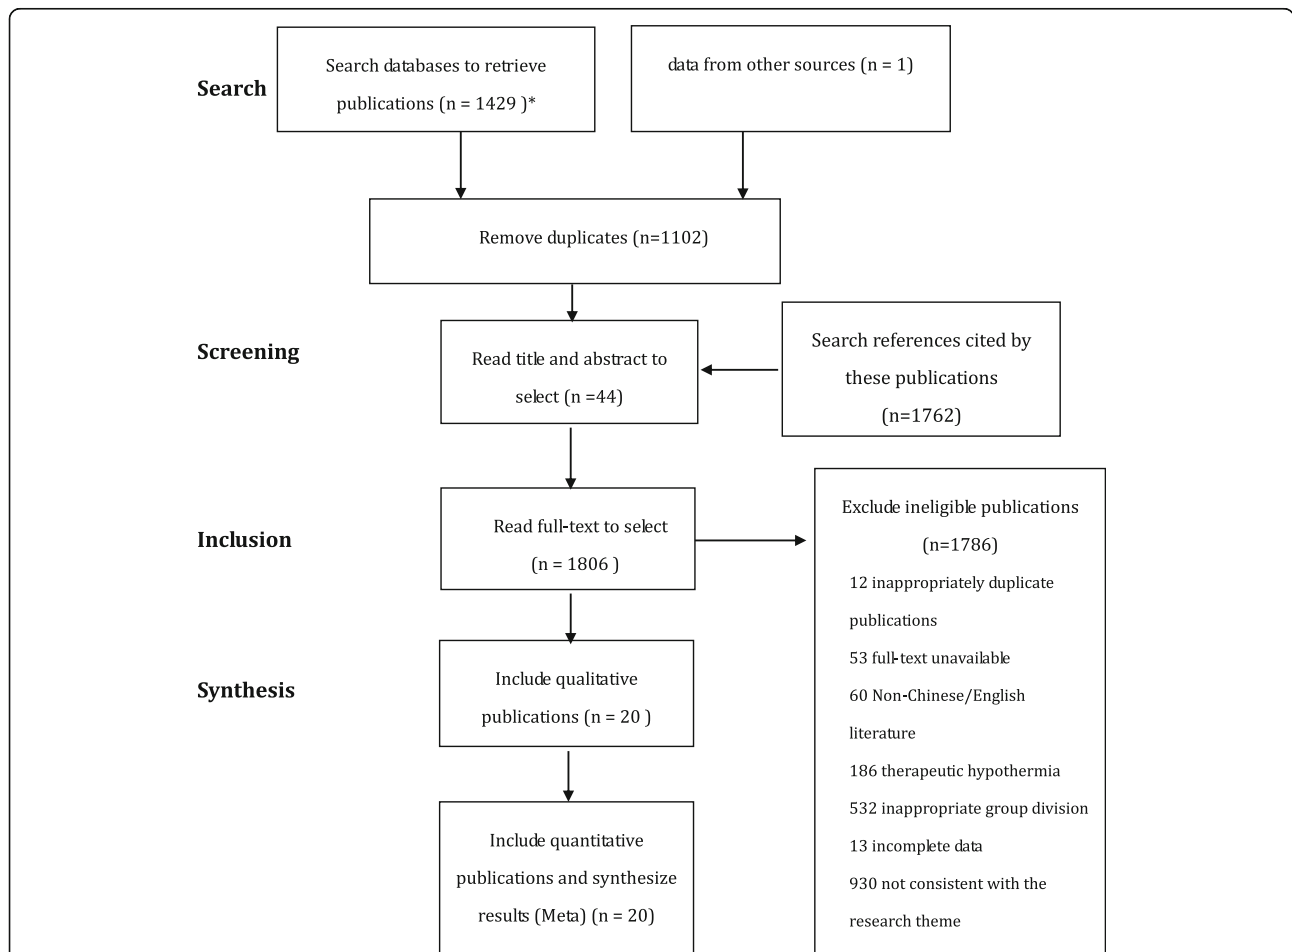 Search
Search databases to retrieve
publications (n = 1429 )*
data from other sources (n = 1)
Remove duplicates (n=1102)
Screening
Read title and abstract to
select (n =44)
Search references cited by
these publications
(n=1762)
Inclusion
Read full-text to select
(n = 1806 )
Exclude ineligible publications
(n=1786)
12 inappropriately duplicate
publications
53 full-text unavailable
60 Non-Chinese/English
literature
186 therapeutic hypothermia
532 inappropriate group division
13 incomplete data
930 not consistent with the
research theme
Synthesis
Include qualitative
publications (n = 20 )
Include quantitative
publications and synthesize
results (Meta) (n = 20)